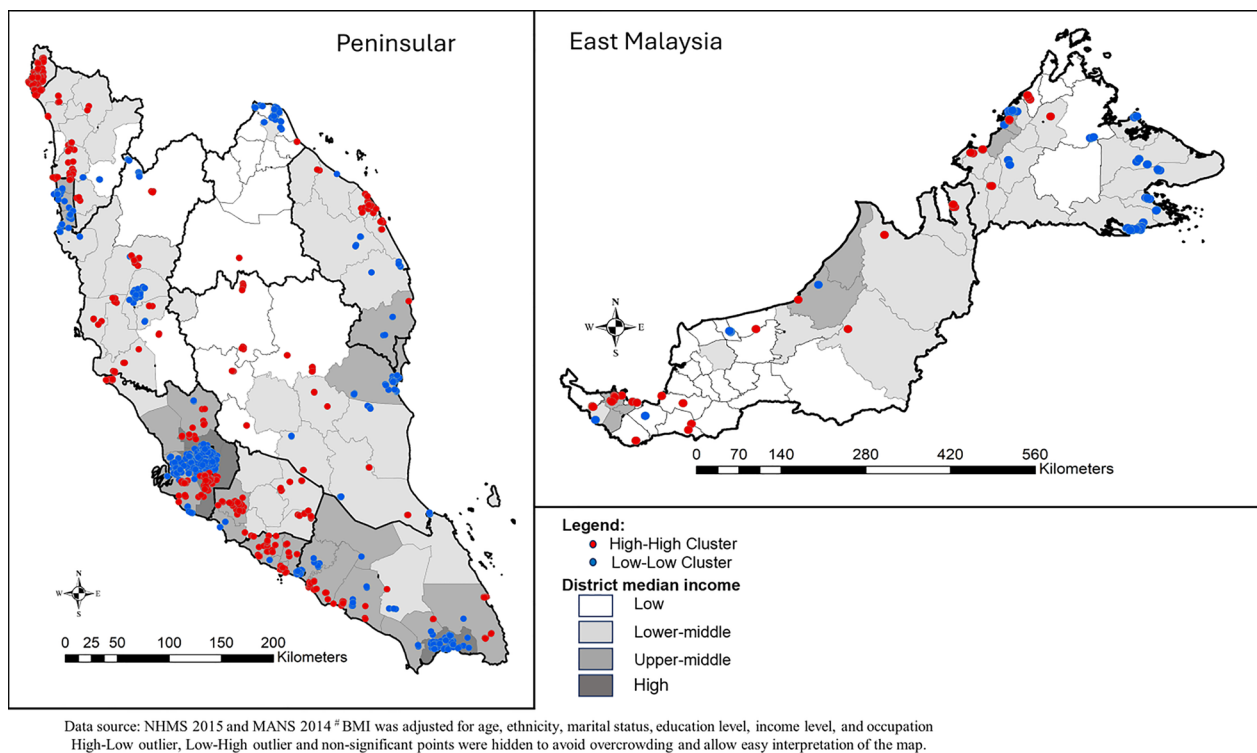 Peninsular
East Malaysia
N
W E
S
0 70 140 280 420 560
Kilometers
N
W E
S
0 25 50 100 150 200
Kilometers
Legend:
High-High Cluster
Low-Low Cluster
District median income
Low
Lower-middle
Upper-middle
High
Data source: NHMS 2015 and MANS 2014 # BMI was adjusted for age, ethnicity, marital status, education level, income level, and occupation
High-Low outlier, Low-High outlier and non-significant points were hidden to avoid overcrowding and allow easy interpretation of the map.